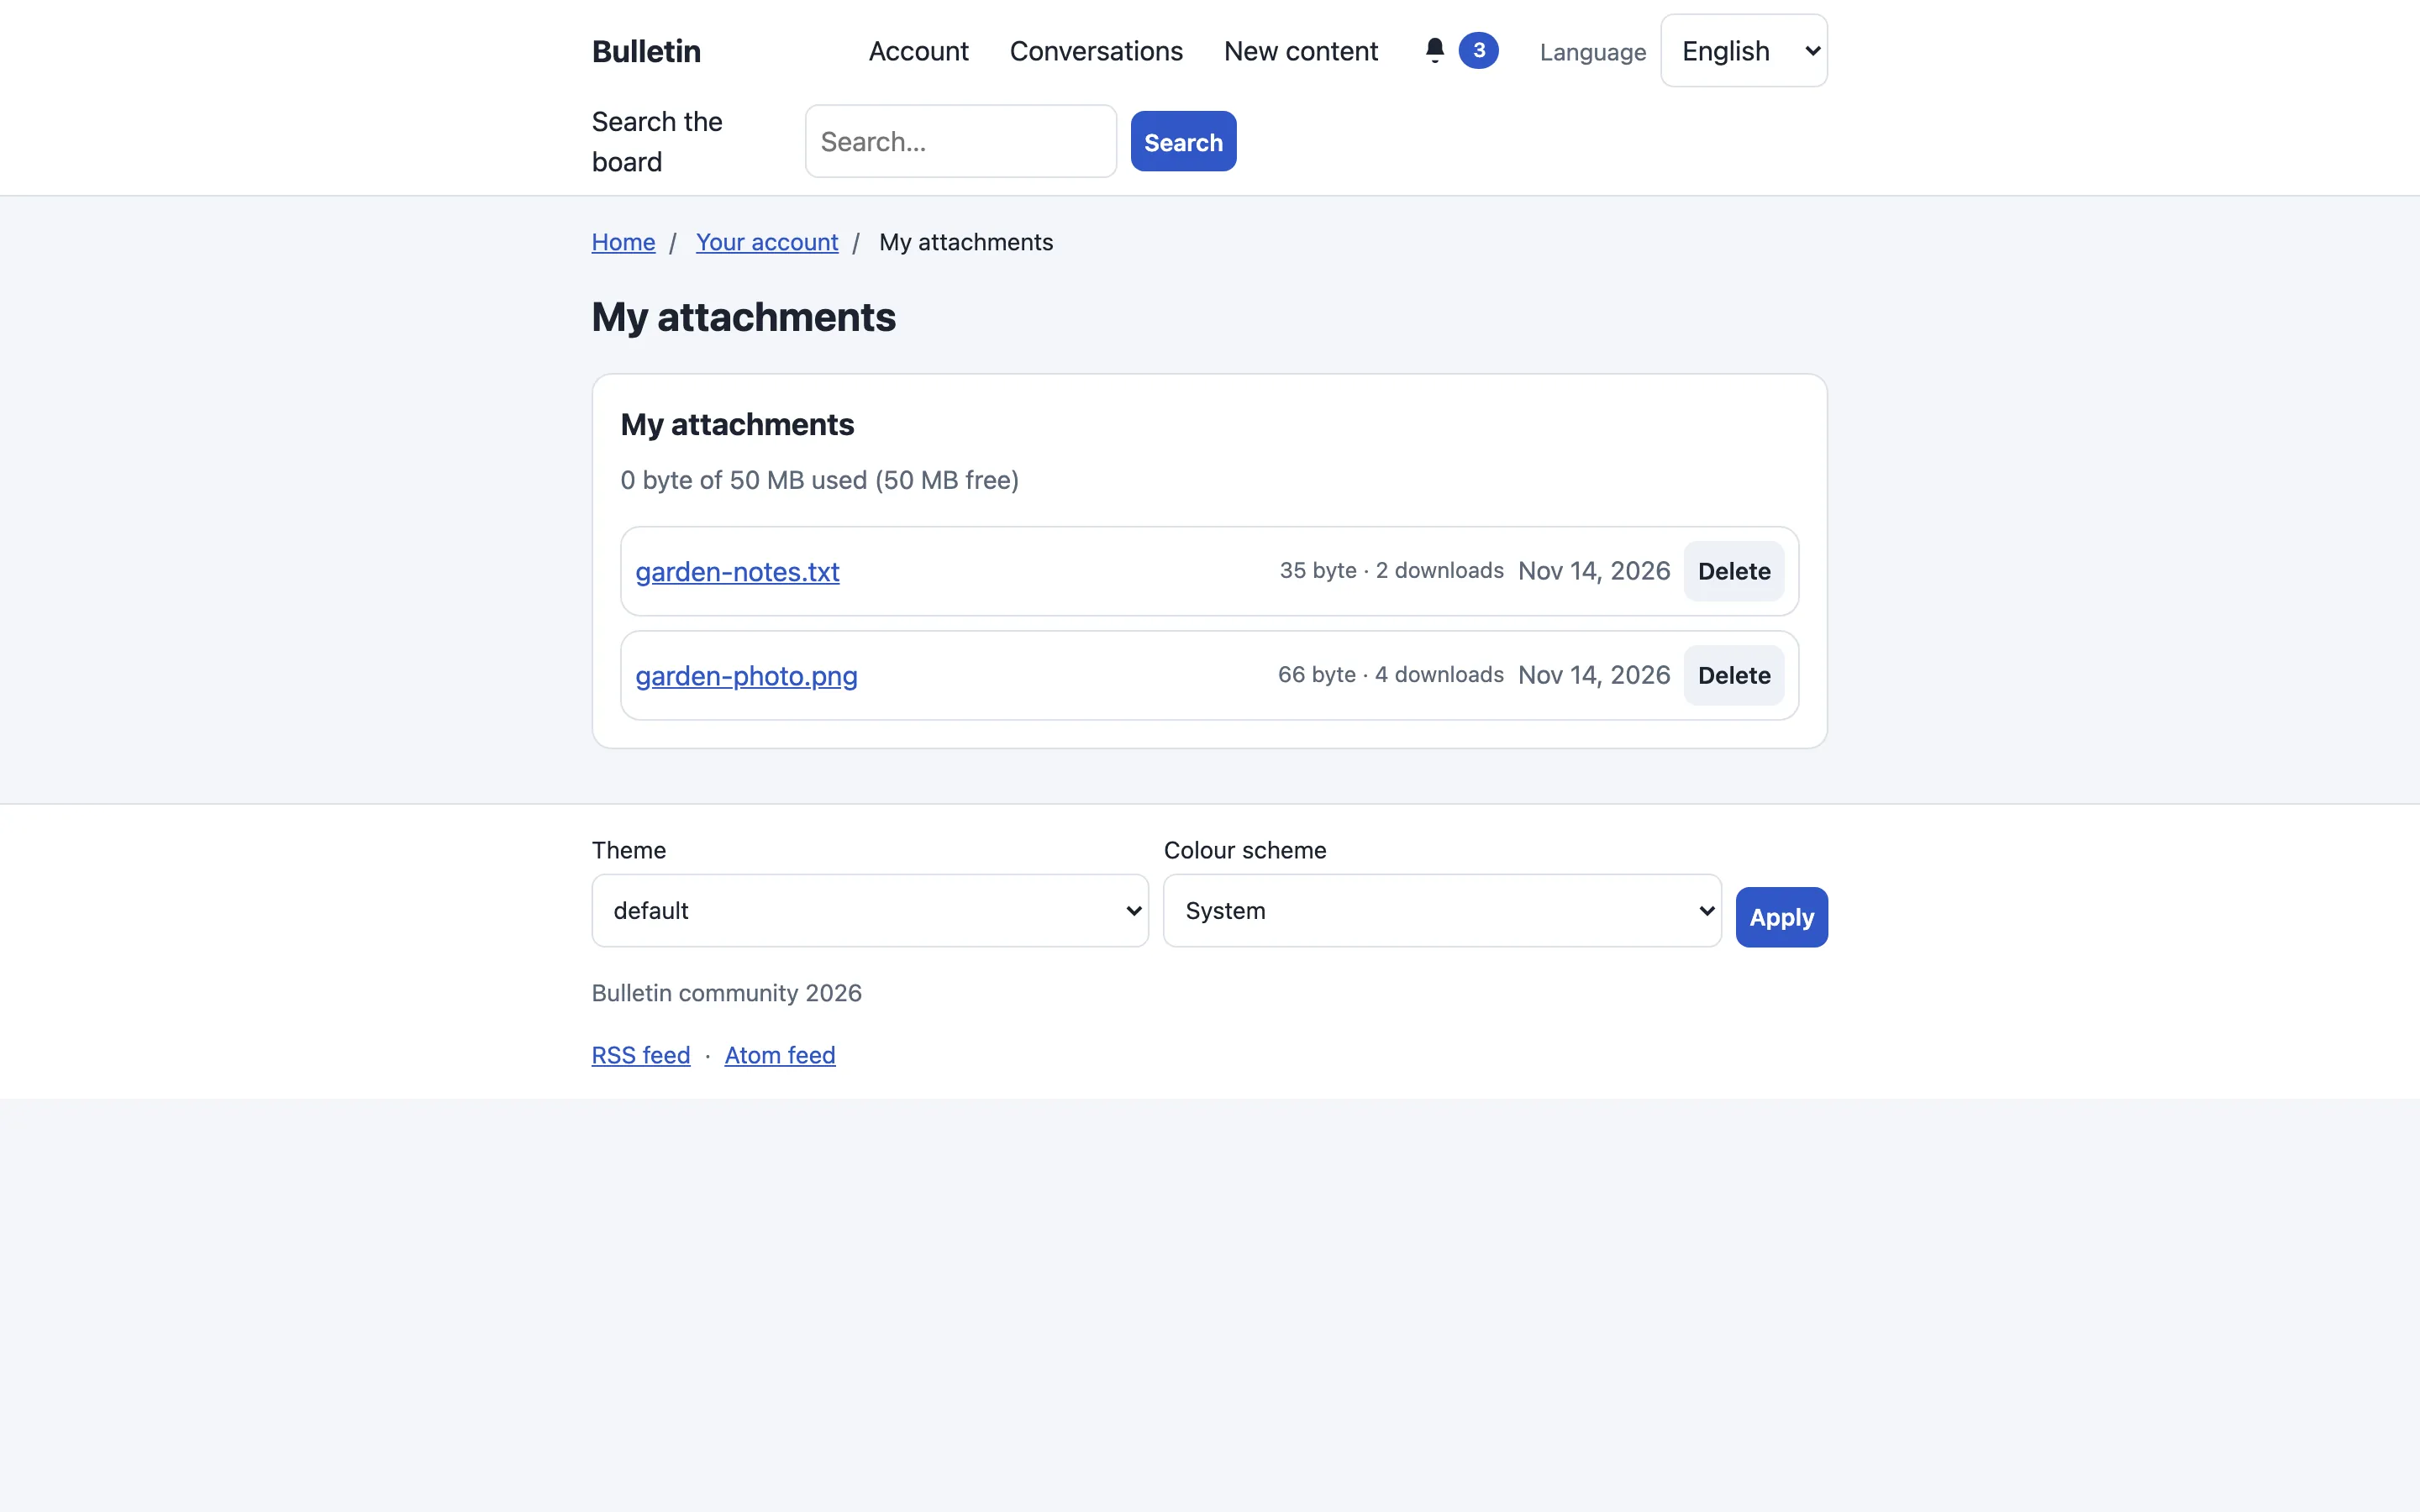 Bulletin
Account
Conversations
New content
3
Language
English
Search the
board
Search...
Search
Home / Your account / My attachments
My attachments
My attachments
0 byte of 50 MB used (50 MB free)
garden-notes.txt
35 byte · 2 downloads
Nov 14, 2026
Delete
garden-photo.png
66 byte · 4 downloads
Nov 14, 2026
Delete
Theme
Colour scheme
default
System
Apply
Bulletin community 2026
RSS feed · Atom feed